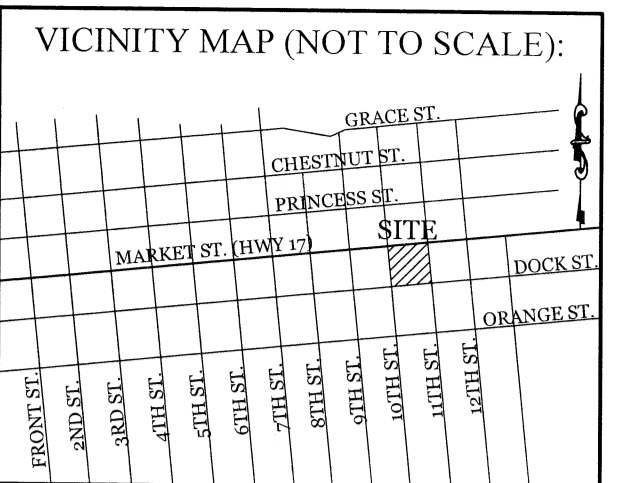 VICINITY MAP (NOT TO SCALE):
GRACE ST.
CHESTNUT ST.
PRINCESS ST.
SITE
MARKET ST. (HWY 17)
DOCK ST.
ORANGE ST.
FRONT ST.
2ND ST.
3RD ST.
4TH ST.
5TH ST.
6TH ST.
7TH ST.
8TH ST.
9TH ST.
10TH ST.
11TH ST.
12TH ST.